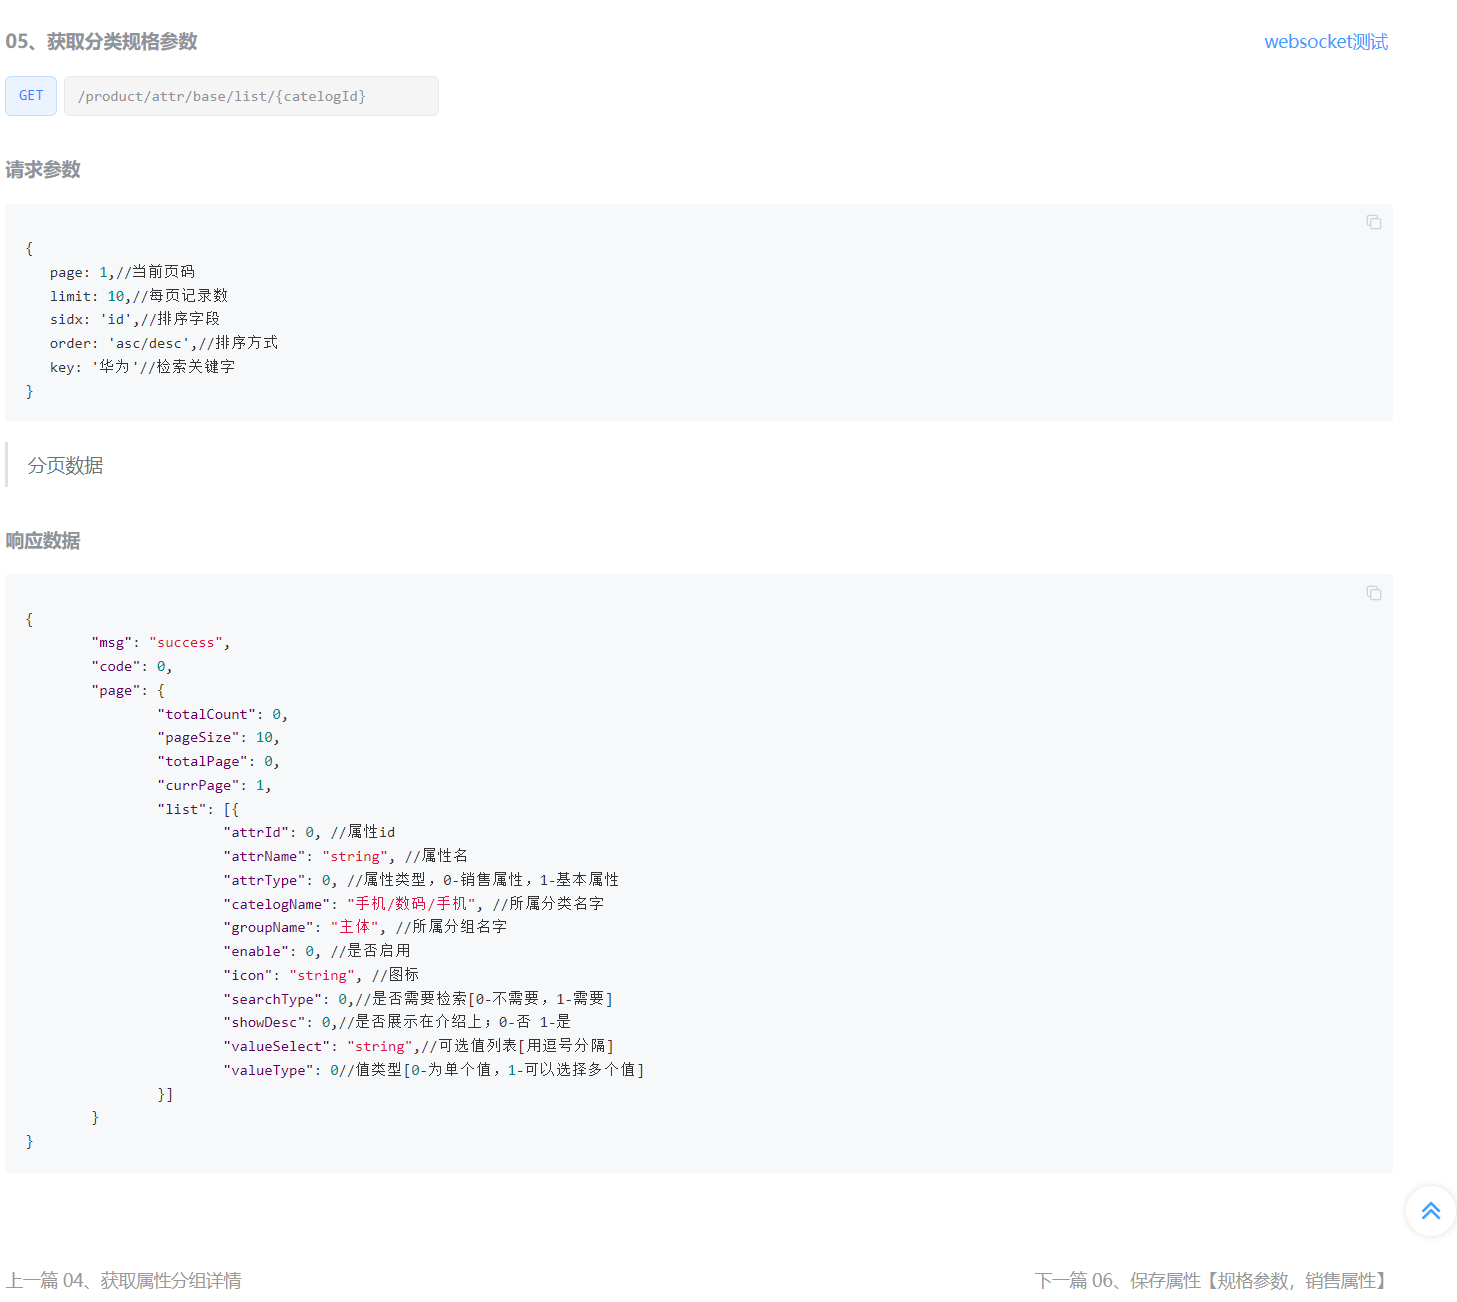 05、获取分类规格参数
websocket测试
GET /product/attr/base/list/{catelogId}
请求参数
{
page: 1,//当前页码
limit: 10,//每页记录数
sidx: 'id',//排序字段
order: 'asc/desc',//排序方式
key: '华为'//检索关键字
}
分页数据
响应数据
{
"msg": "success",
"code": 0,
"page": {
"totalCount": 0,
"pageSize": 10,
"totalPage": 0,
"currPage": 1,
"list": [{
"attrId": 0, //属性id
"attrName": "string", //属性名
"attrType": 0, //属性类型，0-销售属性，1-基本属性
"catelogName": "手机/数码/手机", //所属分类名字
"groupName": "主体", //所属分组名字
"enable": 0, //是否启用
"icon": "string", //图标
"searchType": 0,//是否需要检索[0-不需要，1-需要]
"showDesc": 0,//是否展示在介绍上；0-否 1-是
"valueSelect": "string",//可选值列表[用逗号分隔]
"valueType": 0//值类型[0-为单个值，1-可以选择多个值]
}]
}
}
上一篇 04、获取属性分组详情
下一篇 06、保存属性【规格参数，销售属性】